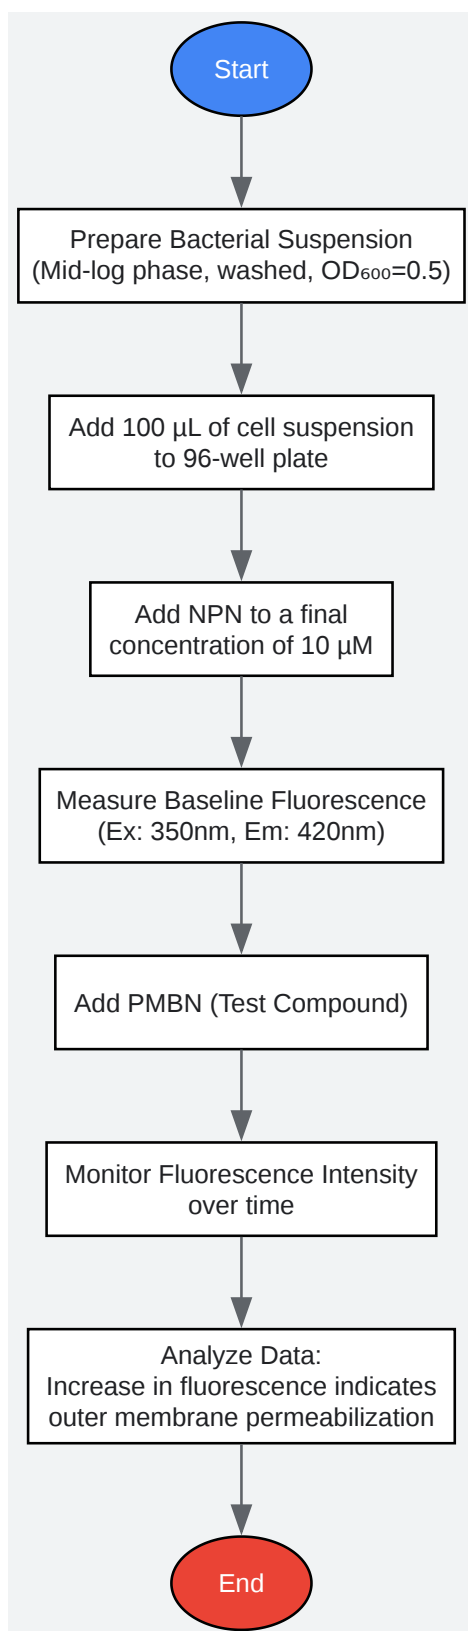 Start
Prepare Bacterial Suspension
(Mid-log phase, washed, OD₆₀₀=0.5)
Add 100 µL of cell suspension
to 96-well plate
Add NPN to a final
concentration of 10 µM
Measure Baseline Fluorescence
(Ex: 350nm, Em: 420nm)
Add PMBN (Test Compound)
Monitor Fluorescence Intensity
over time
Analyze Data:
Increase in fluorescence indicates
outer membrane permeabilization
End